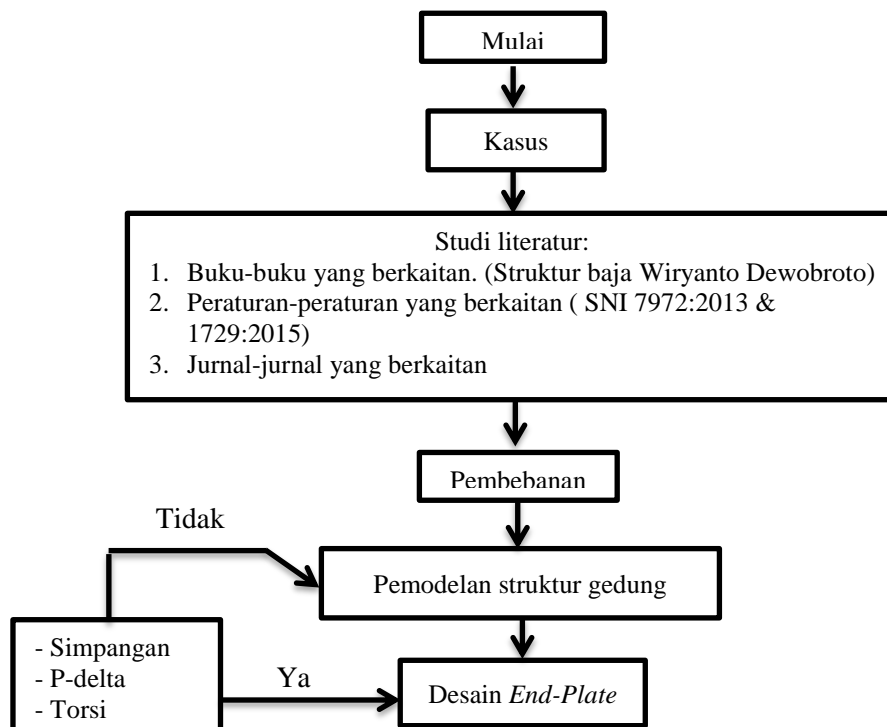 Mulai
Kasus
Studi literatur:
1. Buku-buku yang berkaitan. (Struktur baja Wiryanto Dewobroto)
2. Peraturan-peraturan yang berkaitan ( SNI 7972:2013 &
1729:2015)
3. Jurnal-jurnal yang berkaitan
Pembebanan
Tidak
Pemodelan struktur gedung
- Simpangan
- P-delta
- Torsi
Ya
Desain End-Plate